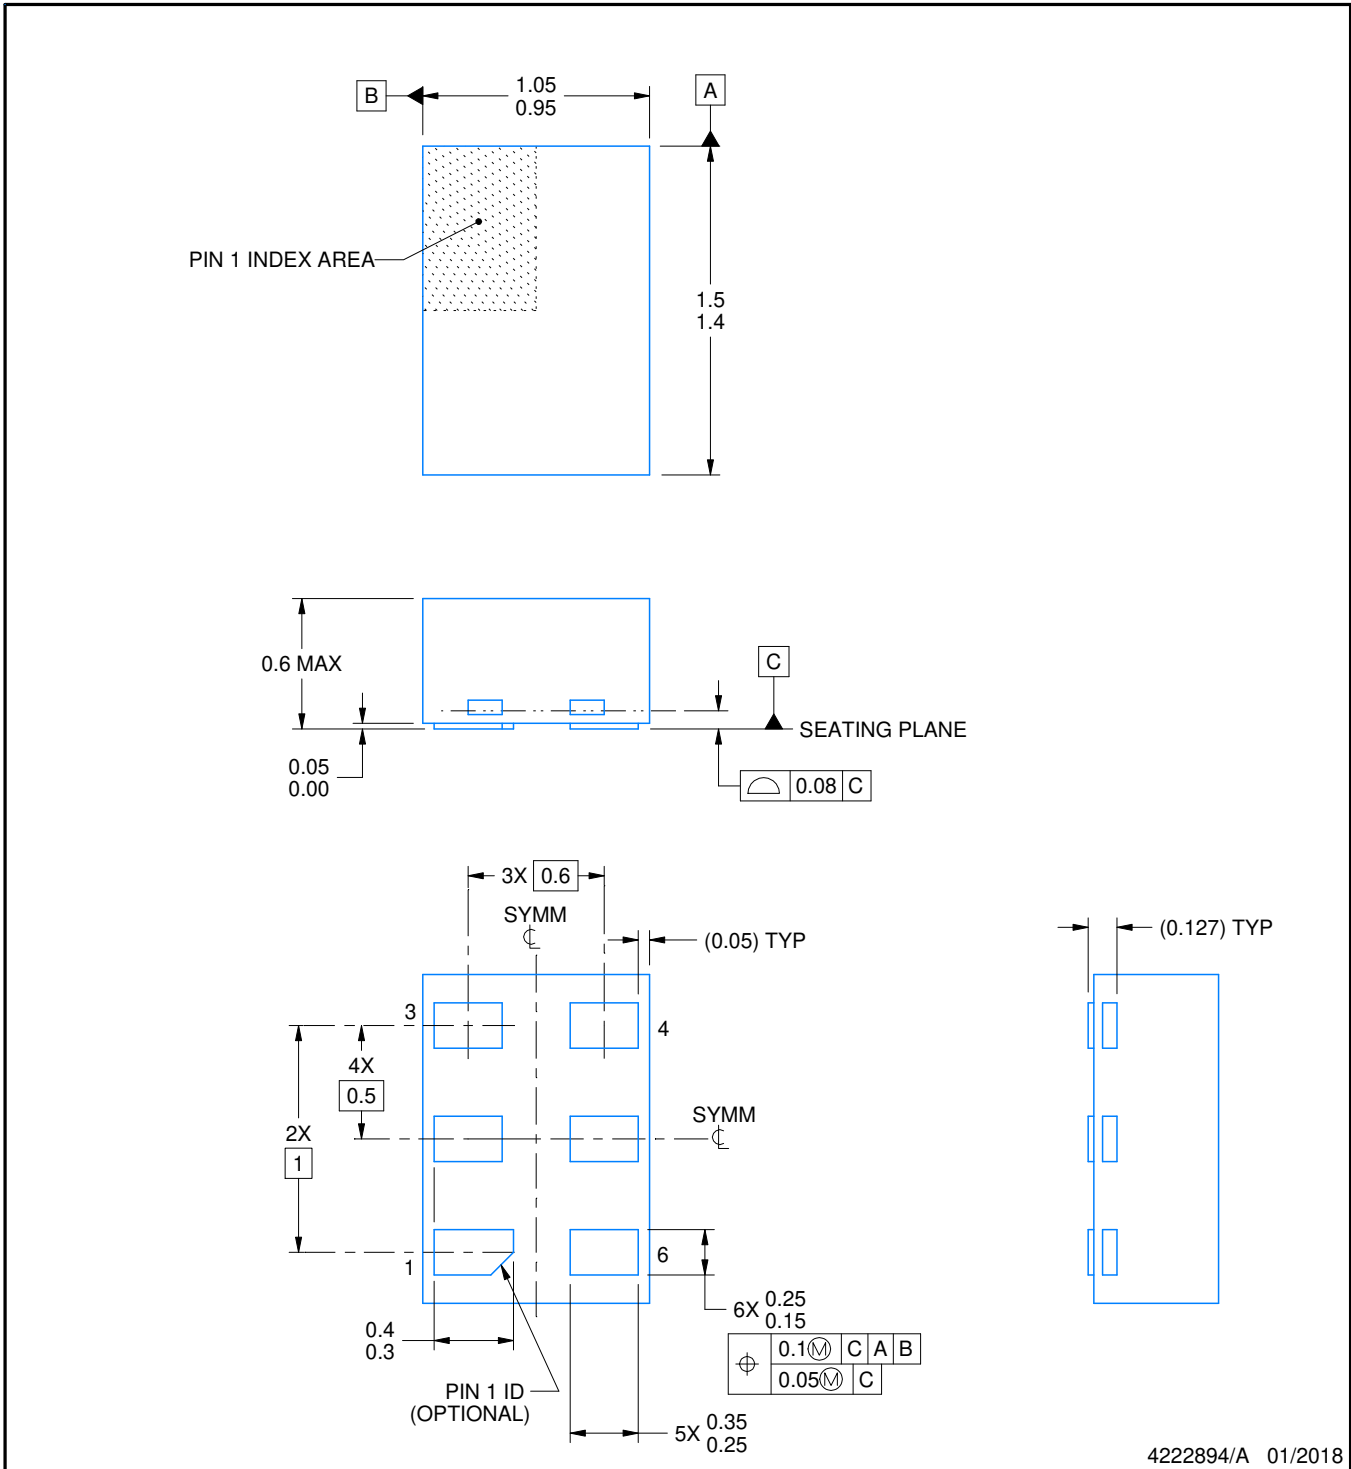 B
1.05
0.95
A
PIN 1 INDEX AREA
1.5
1.4
0.6 MAX
C
SEATING PLANE
0.05
0.00
0.08 C
3X 0.6
SYMM
(0.05) TYP
(0.127) TYP
3
4
4X
0.5
SYMM
2X
1
1
6
0.4
0.3
6X 0.25
0.15
0.1Ⓜ C A B
0.05Ⓜ C
PIN 1 ID
(OPTIONAL)
5X 0.35
0.25
4222894/A 01/2018